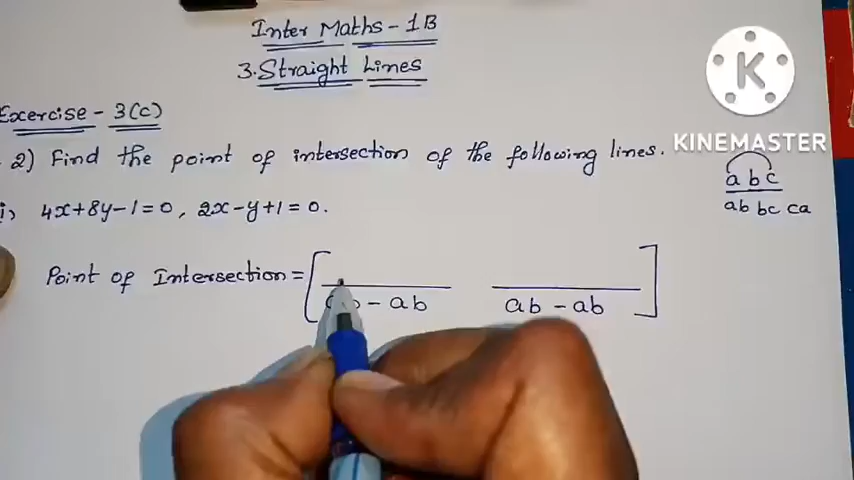 Inter Maths - 1B
3. Straight Lines
Exercise - 3(c)
2) Find the point of intersection of the following lines.
i) 4x+8y-1=0, 2x-y+1=0.
Point of Intersection = [ — ab - ab — ab - ab ]
K
KINEMASTER
a b c
ab bc ca